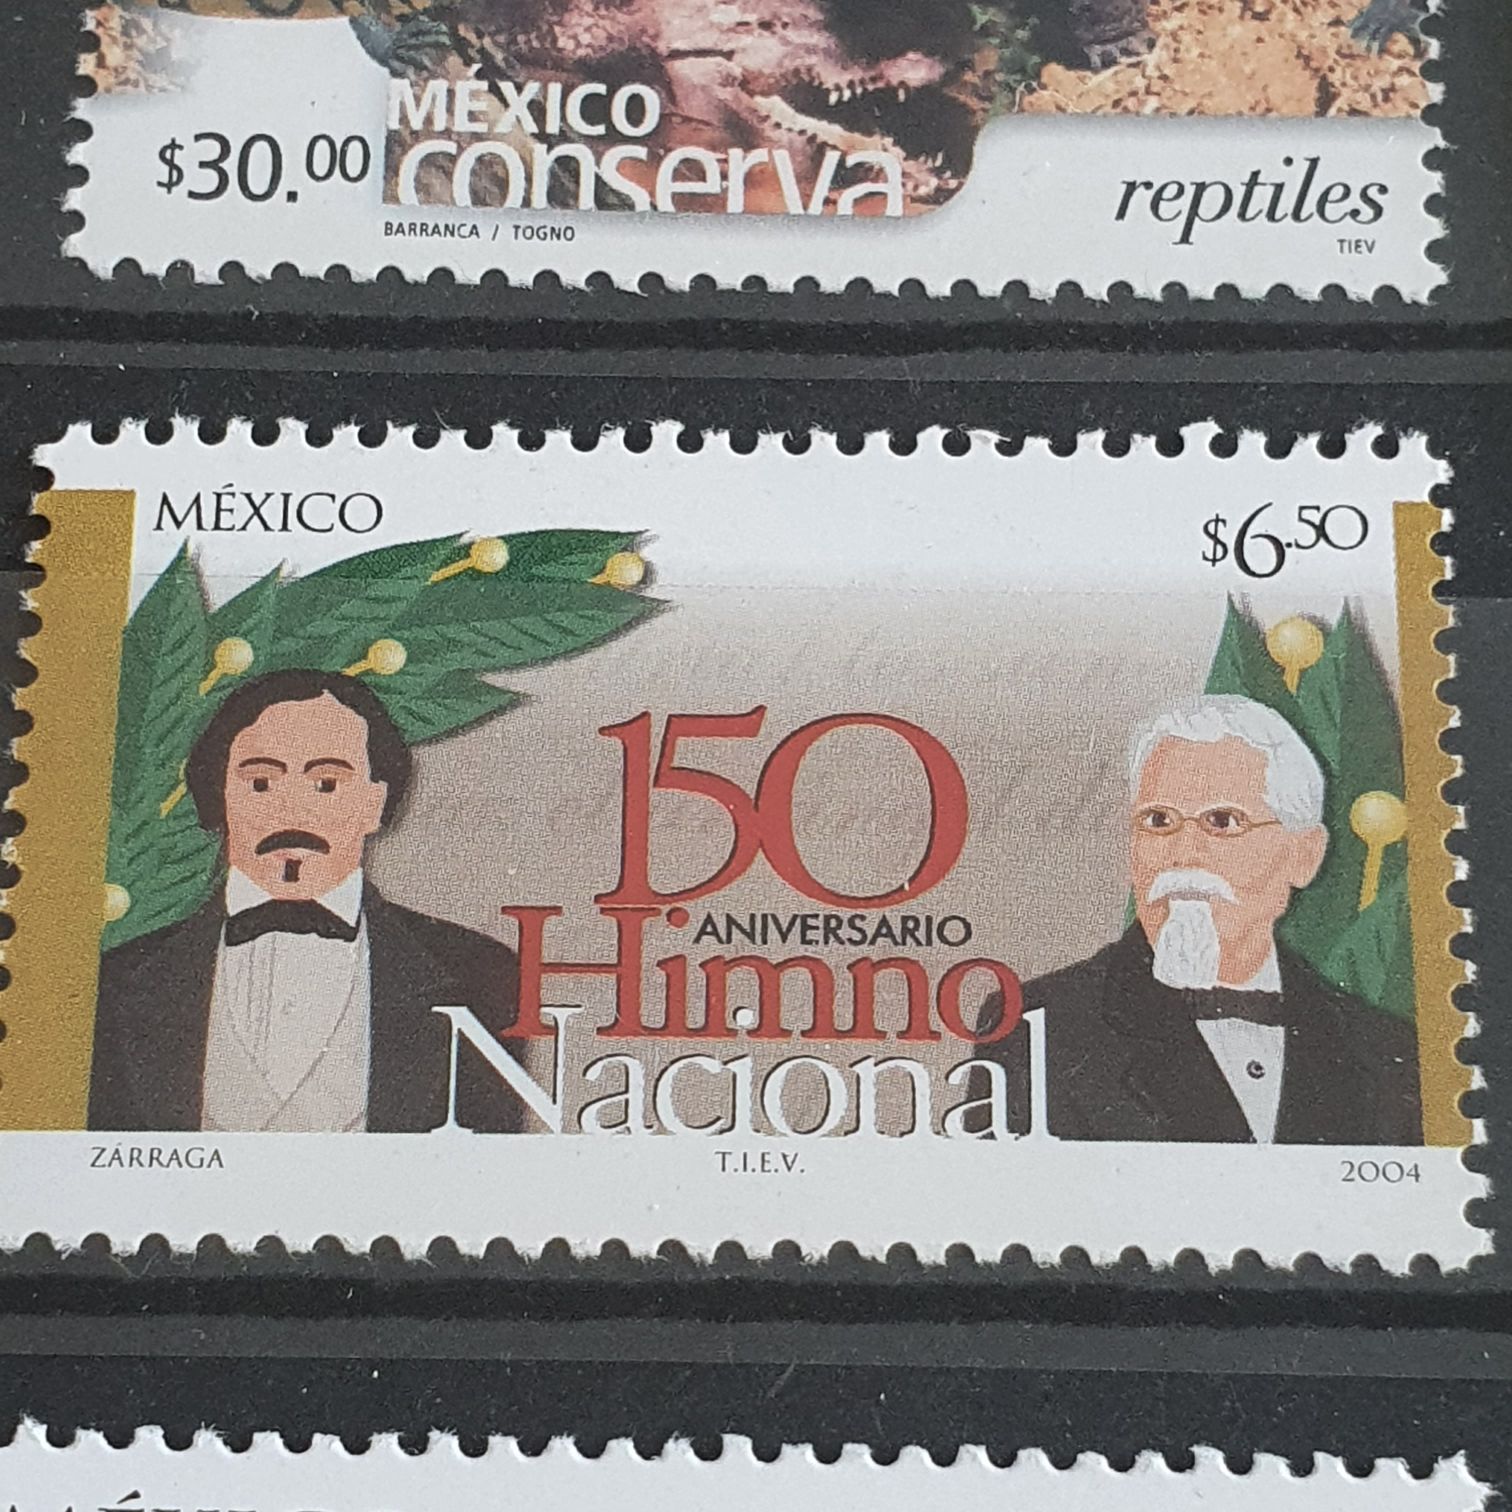 MÉXICO
$30.00
conserva
reptiles
BARRANCA / TOGNO
TIEV
MÉXICO
$6.50
150
ANIVERSARIO
Himno
Nacional
ZÁRRAGA
T.I.E.V.
2004